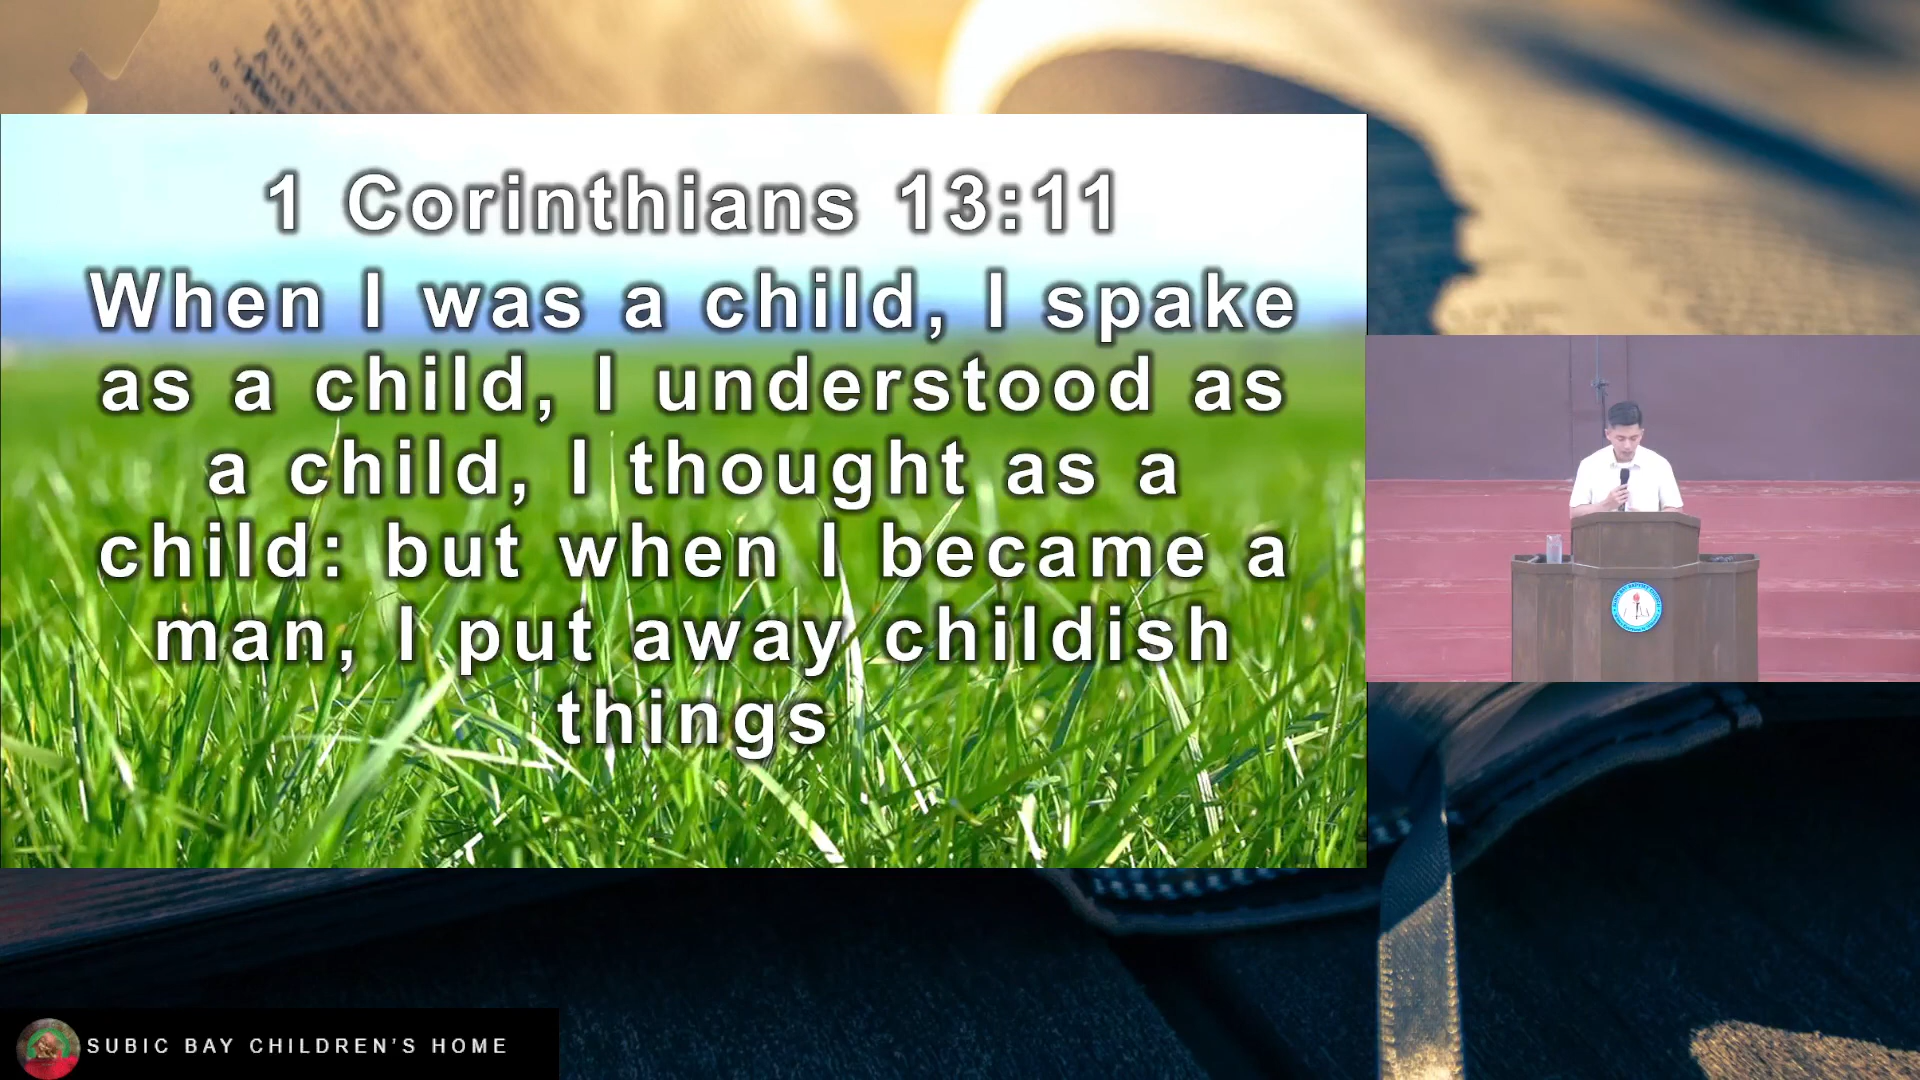 1 Corinthians 13:11
When I was a child, I spake
as a child, I understood as
a child, I thought as a
child: but when I became a
man, I put away childish
things
SUBIC BAY CHILDREN'S HOME